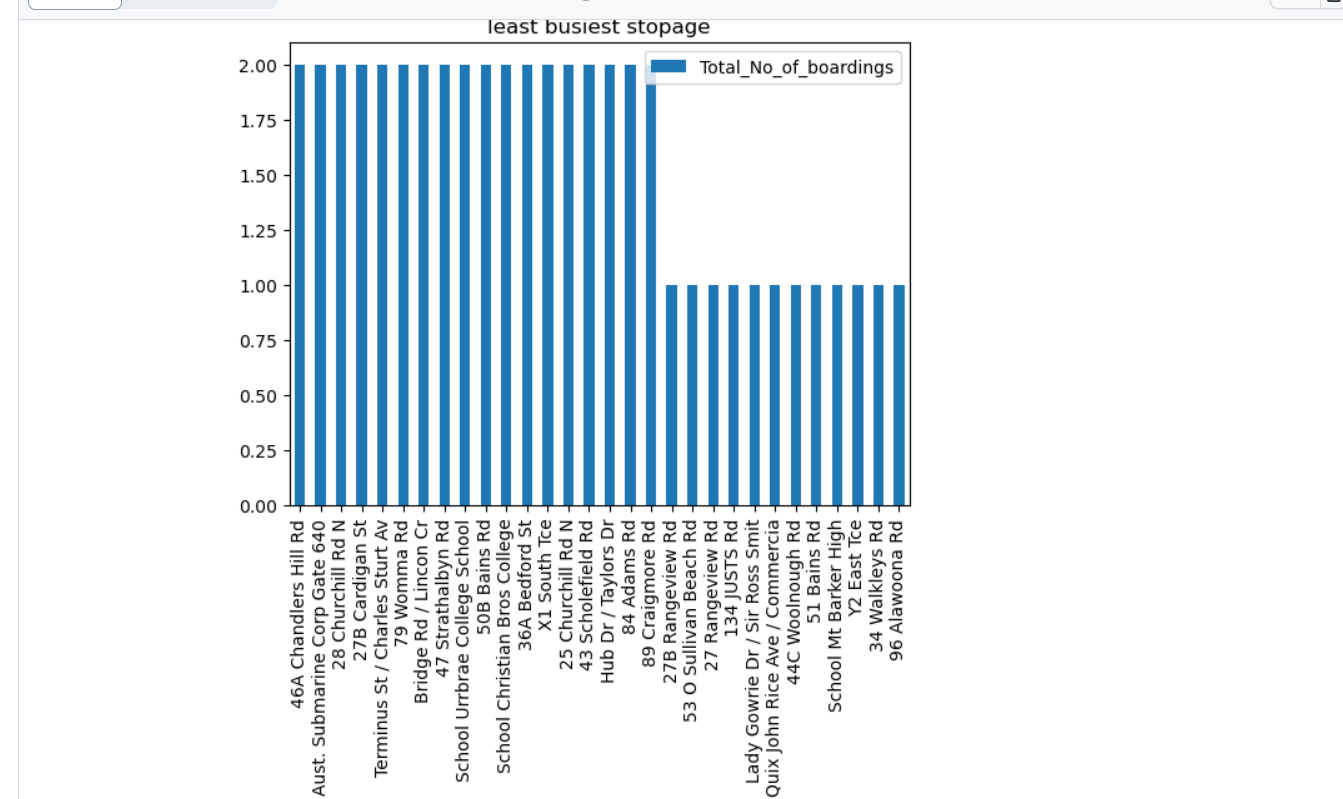 least busiest stopage
Total_No_of_boardings
2.00
1.75
1.50
1.25
1.00
0.75
0.50
0.25
0.00
46A Chandlers Hill Rd
Aust. Submarine Corp Gate 640
28 Churchill Rd N
27B Cardigan St
Terminus St / Charles Sturt Av
79 Womma Rd
Bridge Rd / Lincon Cr
47 Strathalbyn Rd
School Urrbrae College School
50B Bains Rd
School Christian Bros College
36A Bedford St
X1 South Tce
25 Churchill Rd N
43 Scholefield Rd
Hub Dr / Taylors Dr
84 Adams Rd
89 Craigmore Rd
27B Rangeview Rd
53 O Sullivan Beach Rd
27 Rangeview Rd
134 JUSTS Rd
Lady Gowrie Dr / Sir Ross Smit
Quix John Rice Ave / Commercia
44C Woolnough Rd
51 Bains Rd
School Mt Barker High
Y2 East Tce
34 Walkleys Rd
96 Alawoona Rd